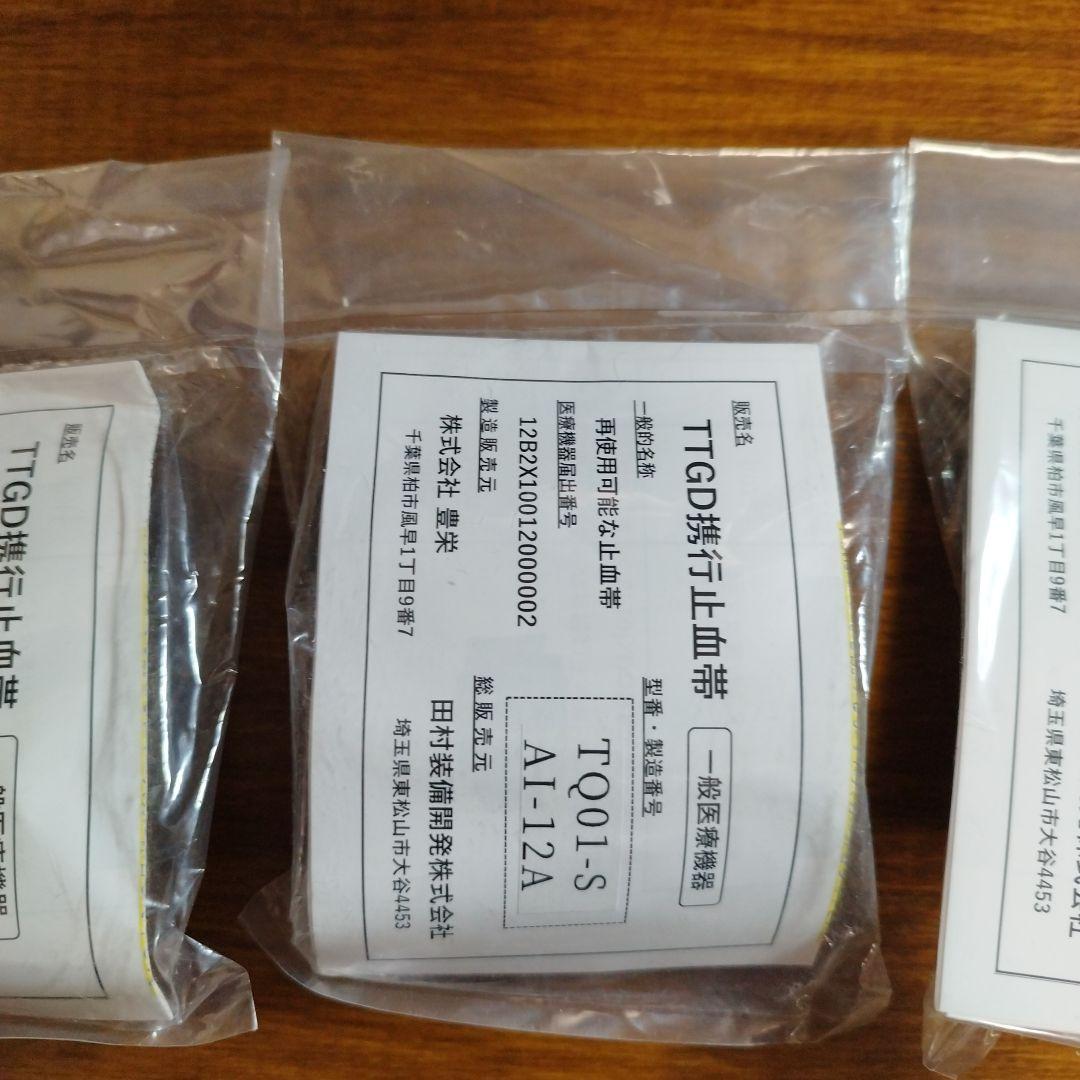 販売名
TTGD携行止血帯
一般医療機器
一般的名称
再使用可能な止血帯
医療機器届出番号
12B2X10012000002
型番・製造番号
TQ01-S
AI-12A
製造販売元
株式会社 豊栄
千葉県柏市風早1丁目9番7
総販売元
田村装備開発株式会社
埼玉県東松山市大谷4453
販売名
TTGD携行止血帯
千葉県柏市風早1丁目9番7
埼玉県東松山市大谷4453